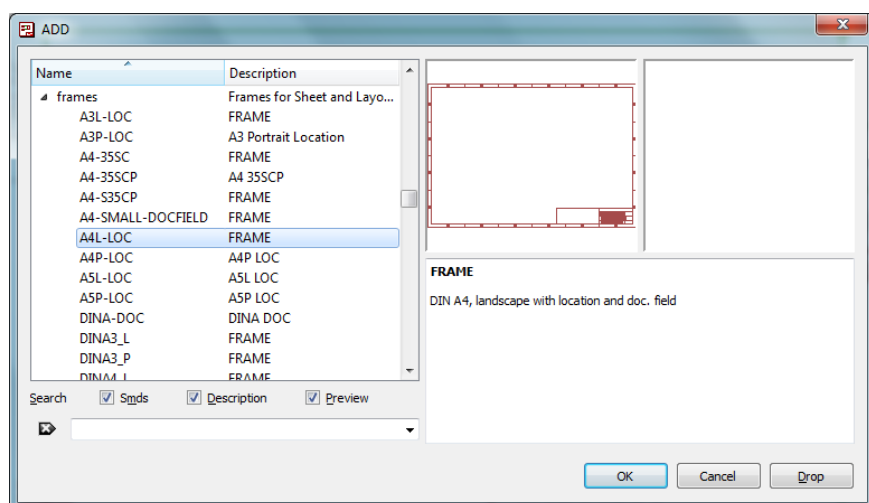 ADD
Name Description
frames Frames for Sheet and Layo...
A3L-LOC FRAME
A3P-LOC A3 Portrait Location
A4-35SC FRAME
A4-35SCP A4 35SCP
A4-S35CP FRAME
A4-SMALL-DOCFIELD FRAME
A4L-LOC FRAME
A4P-LOC A4P LOC
A5L-LOC A5L LOC
A5P-LOC A5P LOC
DINA-DOC DINA DOC
DINA3_L FRAME
DINA3_P FRAME
DINA4_L FRAME
Search Smds Description Preview
FRAME
DIN A4, landscape with location and doc. field
OK Cancel Drop